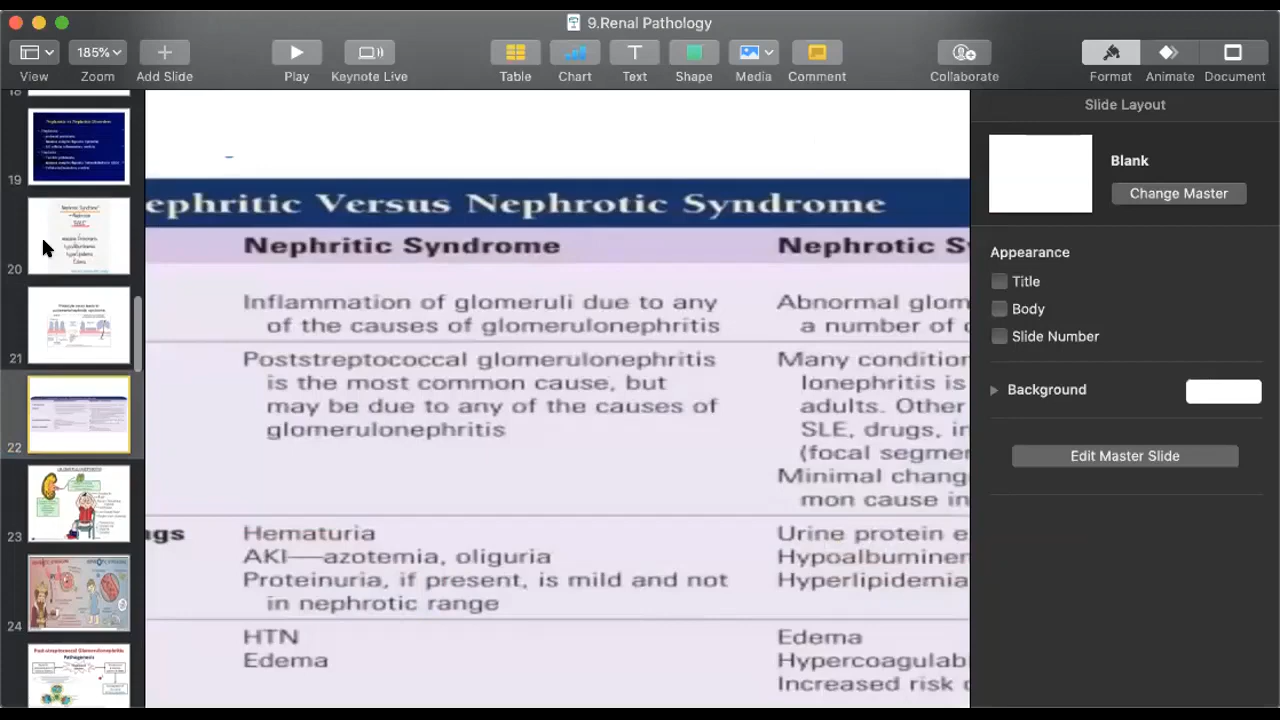 9.Renal Pathology
View
185%
Zoom
Add Slide
Play
Keynote Live
Table
Chart
Text
Shape
Media
Comment
Collaborate
Format
Animate
Document
18
19
20
21
22
23
24
ephritic Versus Nephrotic Syndrome
Nephritic Syndrome
Inflammation of glomeruli due to any
of the causes of glomerulonephritis
Poststreptococcal glomerulonephritis
is the most common cause, but
may be due to any of the causes of
glomerulonephritis
ngs
Hematuria
AKI—azotemia, oliguria
Proteinuria, if present, is mild and not
in nephrotic range
HTN
Edema
Nephrotic S
bnormal glom
a number of
Many condition
lonephritis is
adults. Other
SLE, drugs, in
(focal segme
Minimal chang
on cause in
Urine protein e
Hypoalbuminem
Hyperlipidemia
Edema
Hypercoagulab
Increased risk
Slide Layout
Blank
Change Master
Appearance
Title
Body
Slide Number
Background
Edit Master Slide